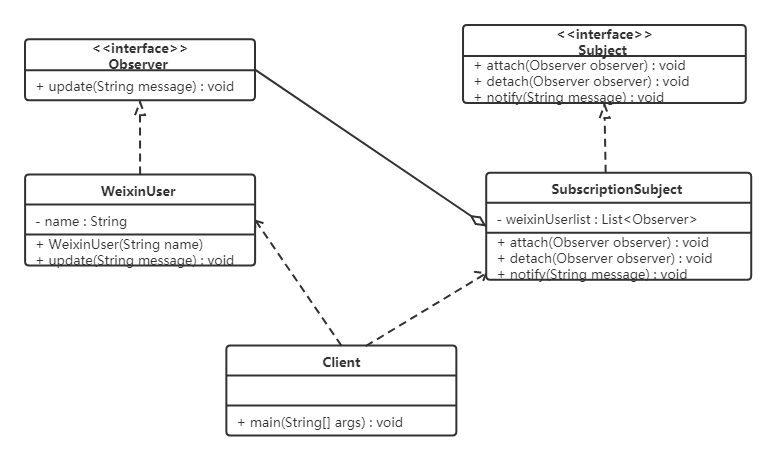 <<interface>>
Observer
+ update(String message) : void
<<interface>>
Subject
+ attach(Observer observer) : void
+ detach(Observer observer) : void
+ notify(String message) : void
WeixinUser
- name : String
+ WeixinUser(String name)
+ update(String message) : void
SubscriptionSubject
- weixinUserlist : List<Observer>
+ attach(Observer observer) : void
+ detach(Observer observer) : void
+ notify(String message) : void
Client
+ main(String[] args) : void